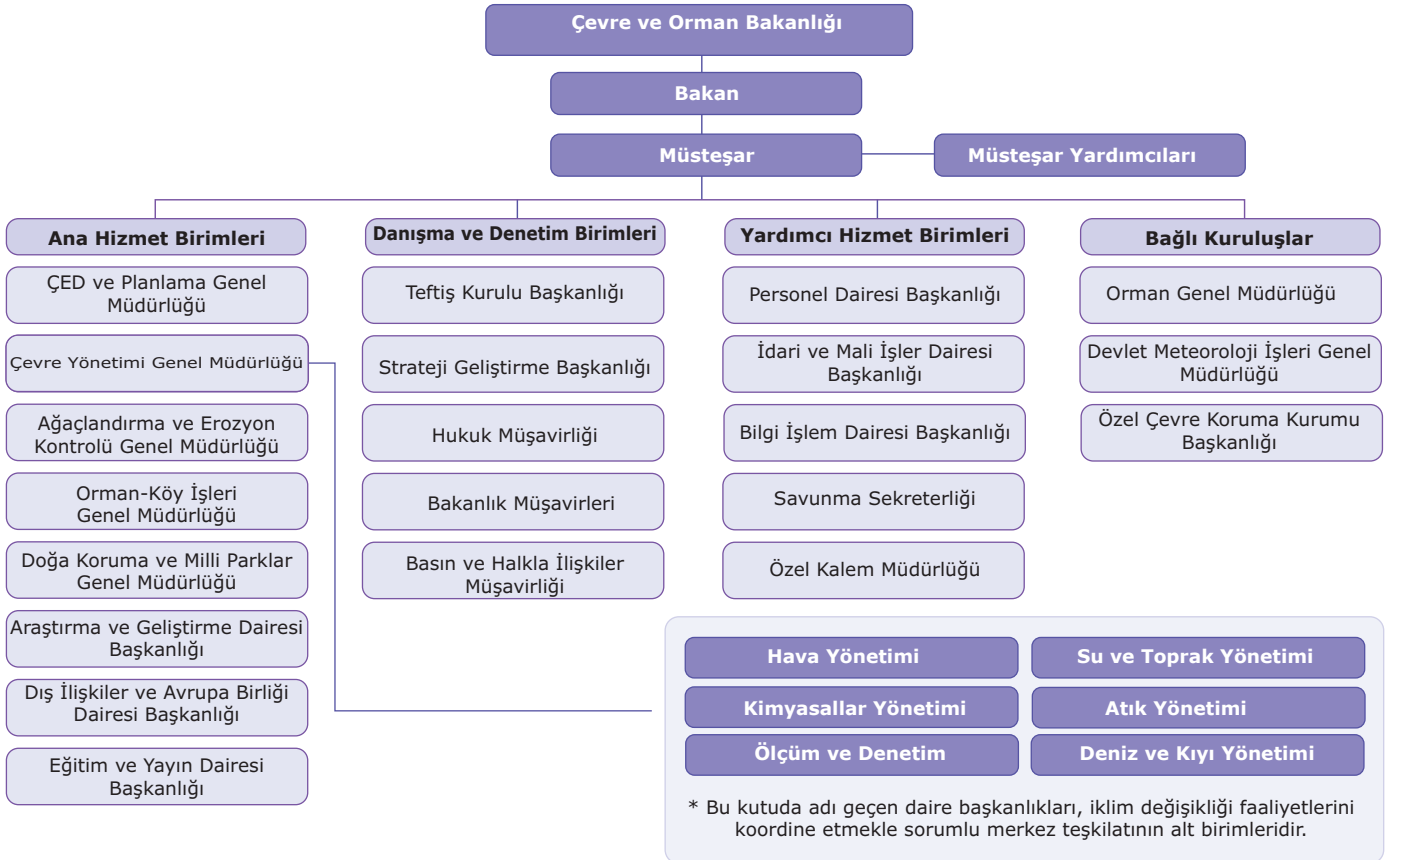 Çevre ve Orman Bakanlığı
Bakan
Müsteşar
Müsteşar Yardımcıları
Ana Hizmet Birimleri
ÇED ve Planlama Genel
Müdürlüğü
Çevre Yönetimi Genel Müdürlüğü
Ağaçlandırma ve Erozyon
Kontrolü Genel Müdürlüğü
Orman-Köy İşleri
Genel Müdürlüğü
Doğa Koruma ve Milli Parklar
Genel Müdürlüğü
Araştırma ve Geliştirme Dairesi
Başkanlığı
Dış İlişkiler ve Avrupa Birliği
Dairesi Başkanlığı
Eğitim ve Yayın Dairesi
Başkanlığı
Danışma ve Denetim Birimleri
Teftiş Kurulu Başkanlığı
Strateji Geliştirme Başkanlığı
Hukuk Müşavirliği
Bakanlık Müşavirleri
Basın ve Halkla İlişkiler
Müşavirliği
Yardımcı Hizmet Birimleri
Personel Dairesi Başkanlığı
İdari ve Mali İşler Dairesi
Başkanlığı
Bilgi İşlem Dairesi Başkanlığı
Savunma Sekreterliği
Özel Kalem Müdürlüğü
Bağlı Kuruluşlar
Orman Genel Müdürlüğü
Devlet Meteoroloji İşleri Genel
Müdürlüğü
Özel Çevre Koruma Kurumu
Başkanlığı
Hava Yönetimi
Su ve Toprak Yönetimi
Kimyasallar Yönetimi
Atık Yönetimi
Ölçüm ve Denetim
Deniz ve Kıyı Yönetimi
* Bu kutuda adı geçen daire başkanlıkları, iklim değişikliği faaliyetlerini
koordine etmekle sorumlu merkez teşkilatının alt birimleridir.